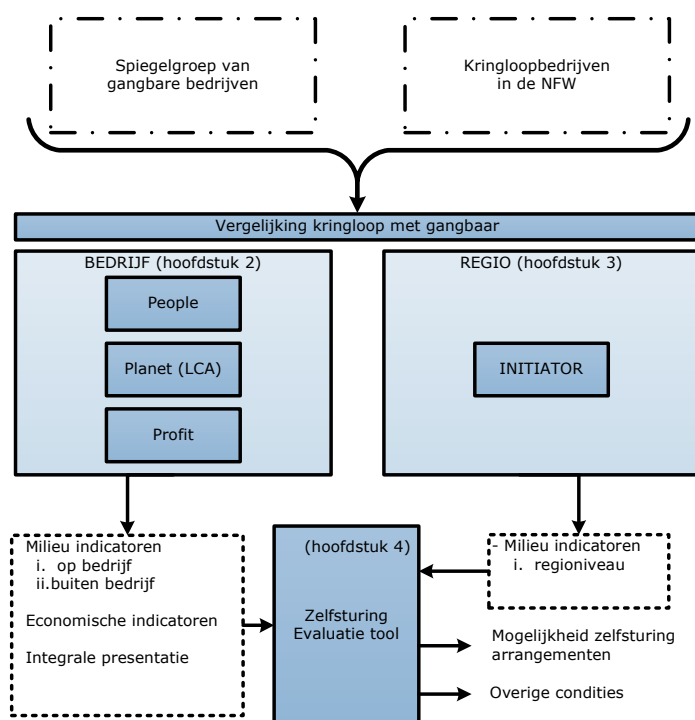 Spiegelgroep van
gangbare bedrijven
Kringloopbedrijven
in de NFW
Vergelijking kringloop met gangbaar
BEDRIJF (hoofdstuk 2)
People
Planet (LCA)
Profit
REGIO (hoofdstuk 3)
INITIATOR
Milieu indicatoren
i. op bedrijf
ii.buiten bedrijf
Economische indicatoren
Integrale presentatie
(hoofdstuk 4)
Zelfsturing
Evaluatie tool
- Milieu indicatoren
i. regioniveau
Mogelijkheid zelfsturing
arrangementen
Overige condities